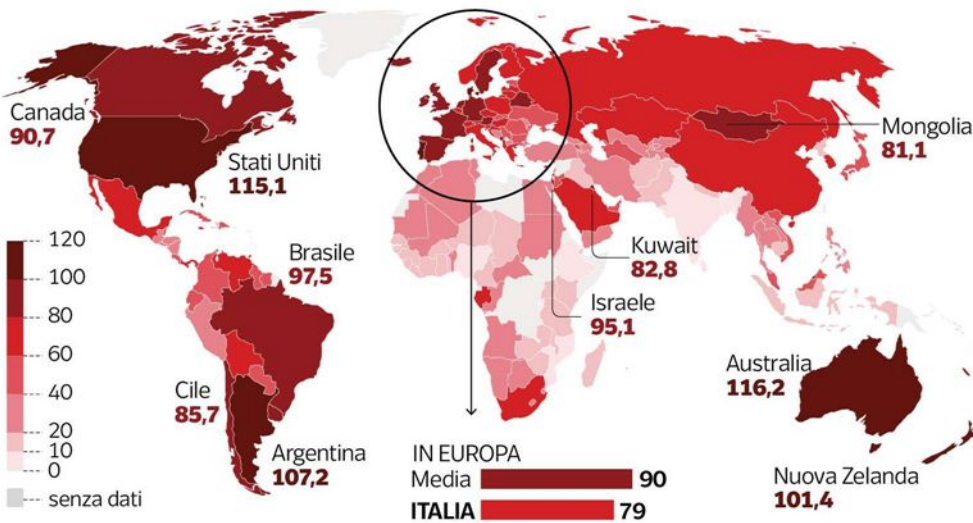 Canada
90,7
Stati Uniti
115,1
Mongolia
81,1
120
100
80
60
40
20
10
0
senza dati
Brasile
97,5
Kuwait
82,8
Israele
95,1
Cile
85,7
Argentina
107,2
Australia
116,2
Nuova Zelanda
101,4
IN EUROPA
Media 90
ITALIA 79